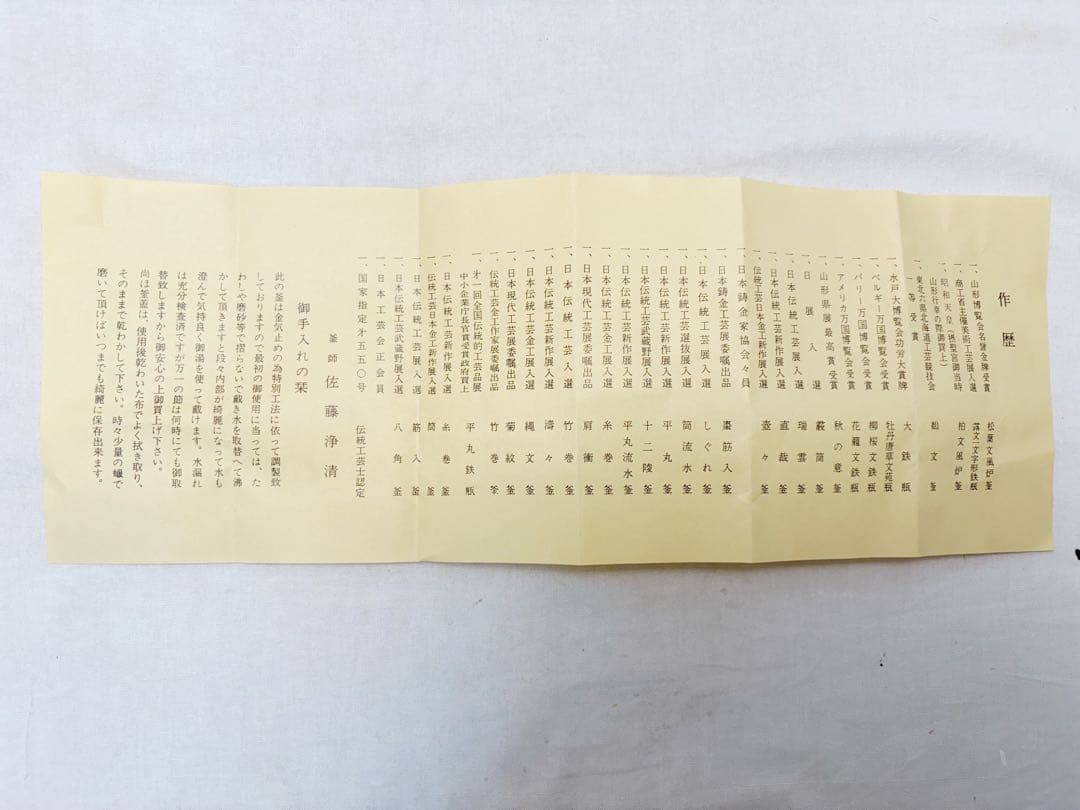 作歴
一、山形博覧会名誉金牌受賞 松葉文風炉釜
一、商工省主催美術工芸展入選 霰文二文字形鉄瓶
一、昭和天皇(摂聖宮御当時
山形行幸の際御買上) 柏文風炉釜
一、東北六県北海道工芸競技会
一等受賞 鉛文釜
一、水戸大博覧会功労大賞牌 大鉄瓶
一、ベルギー万国博覧会受賞 牡丹唐草文苑瓶
一、パリ万国博覧会受賞 柳桜文鉄瓶
一、アメリカ万国博覧会受賞 花籠文鉄瓶
一、山形県展最高賞受賞 秋の意釜
一、日展入選 霰筒釜
一、日本伝統工芸展入選 瑞雲釜
一、日本伝統工芸新作展入選 直哉釜
一、伝統工芸日本金工新作展入選 壺々釜
一、日本鋳金家協会々員
一、日本鋳金工芸展委嘱出品 棗筋入釜
一、日本伝統工芸展入選 しぐれ釜
一、日本伝統工芸選抜展 筒流水釜
一、日本伝統工芸新作展入選 平丸釜
一、日本伝統工芸武蔵野展入選 十二陵釜
一、日本伝統金工展入選 平丸流水釜
一、日本伝統金工展入選 糸巻釜
一、日本現代工芸展委嘱出品 肩衝釜
一、日本伝統工芸入選 竹巻釜
一、日本伝統工芸新作展入選 濤々釜
一、日本伝統金工展入選 縄文釜
一、日本現代工芸展委嘱出品 菊紋釜
一、伝統工芸金工作家展委嘱出品 竹巻釜
一、才一回全国伝統的工芸品展
中小企業庁長官賞受賞政府買上 平丸鉄瓶
一、日本伝統工芸新作展入選 糸巻釜
一、伝統工芸日本金工新作展入選 筒釜
一、日本伝統工芸展入選 筋入釜
一、日本伝統工芸武蔵野展入選 八角釜
一、日本工芸会正会員
一、国家指定才五五〇号 伝統工芸士認定
釜師 佐藤浄清
御手入れの栞
此の釜は金気止めの為特別工法に依って調製致
しておりますので最初の御使用に当っては、た
わしや磨砂等で摺らないで戴き水を取替へて沸
かして頂きますと段々内部が綺麗になって水も
澄んで気持良く御湯を使って戴けます。水漏れ
は充分検査済ですが万一の節は何時にても御取
替致しますから御安心の上御買上げ下さい。
尚ほ釜蓋は、使用後乾わいた布でよく拭き取り、
そのままで乾わかして下さい。時々少量の蠟で
磨いて頂けばいつまでも綺麗に保存出来ます。